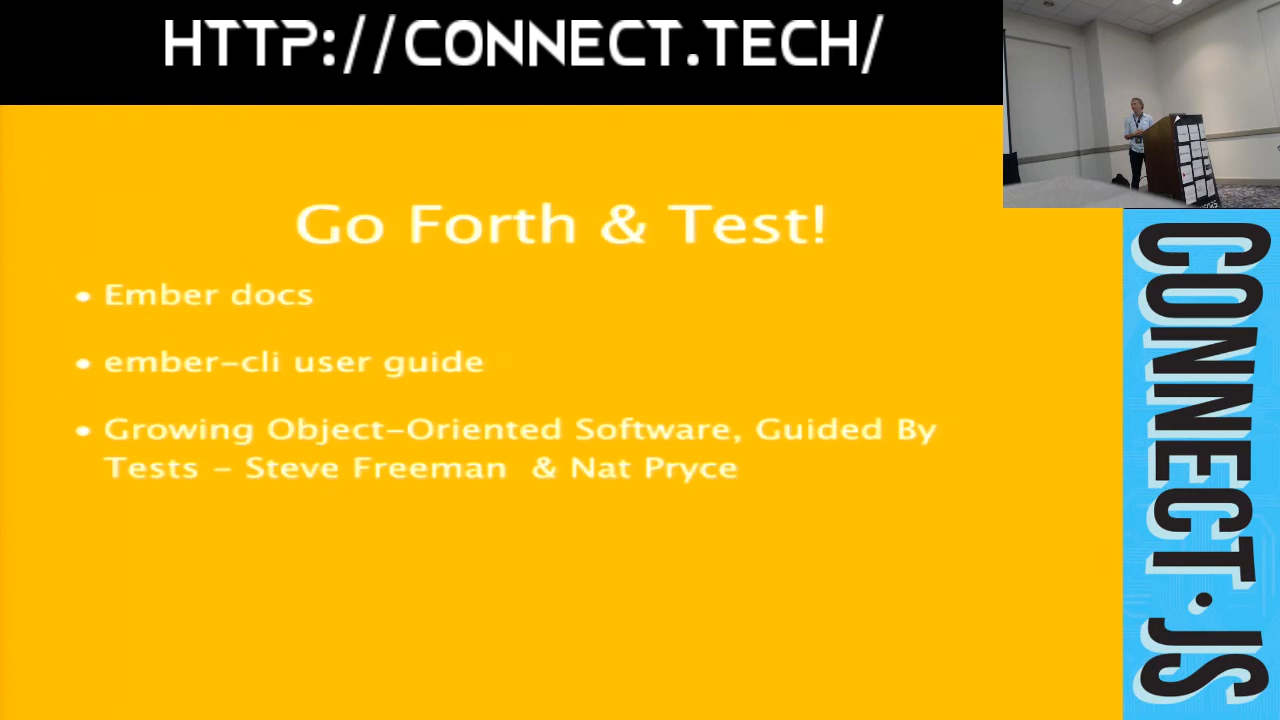 HTTP://CONNECT.TECH/
Go Forth & Test!
• Ember docs
• ember-cli user guide
• Growing Object-Oriented Software, Guided By
Tests - Steve Freeman & Nat Pryce
CONNECT.JS